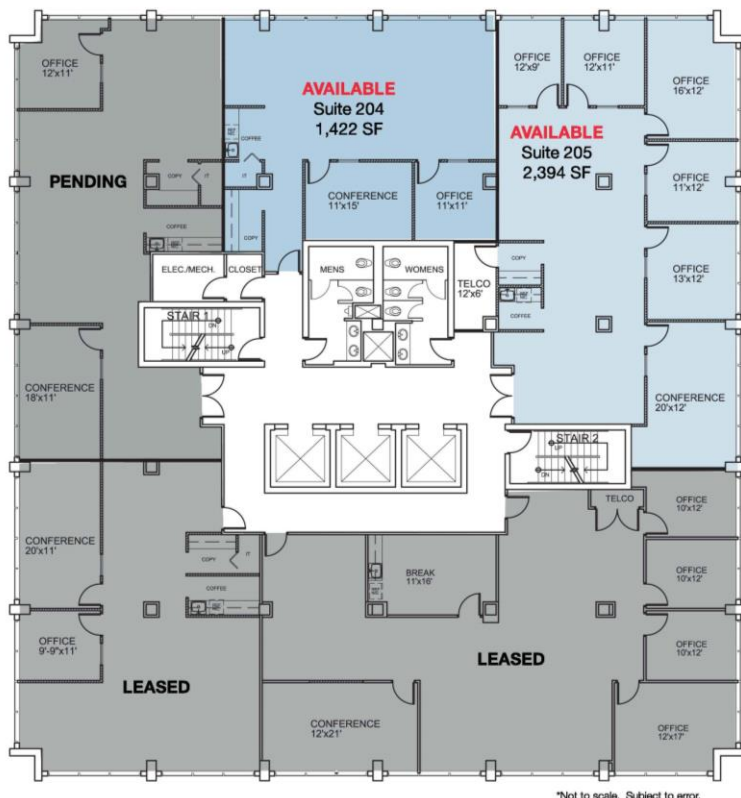 OFFICE
12'x11'
AVAILABLE
Suite 204
1,422 SF
OFFICE
12'x9'
OFFICE
12'x11'
OFFICE
16'x12'
AVAILABLE
Suite 205
2,394 SF
PENDING
COPY
IT
COFFEE
COFFEE
IT
COPY
CONFERENCE
11'x15'
OFFICE
11'x11'
OFFICE
11'x12'
ELEC./MECH.
CLOSET
MENS
WOMENS
TELCO
12'x6'
COPY
COFFEE
OFFICE
13'x12'
STAIR 1
DN
UP
CONFERENCE
18'x11'
CONFERENCE
20'x12'
STAIR 2
UP
DN
CONFERENCE
20'x11'
COPY
IT
COFFEE
BREAK
11'x16'
TELCO
OFFICE
10'x12'
OFFICE
10'x12'
OFFICE
9'-9"x11'
LEASED
LEASED
OFFICE
10'x12'
CONFERENCE
12'x21'
OFFICE
12'x17'
*Not to scale. Subject to error.